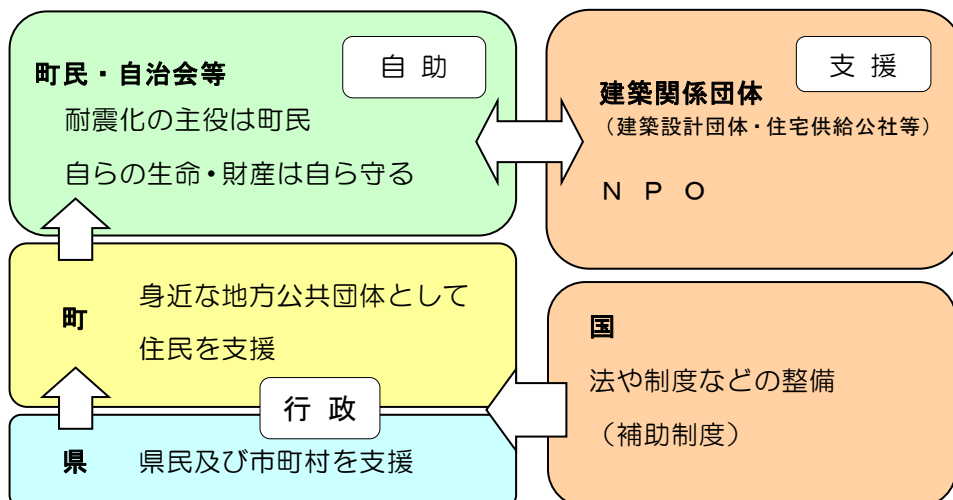 町民・自治会等
自 助
耐震化の主役は町民
自らの生命・財産は自ら守る
支 援
建築関係団体
（建築設計団体・住宅供給公社等）
Ｎ Ｐ Ｏ
町
身近な地方公共団体として
住民を支援
行 政
県
県民及び市町村を支援
国
法や制度などの整備
（補助制度）